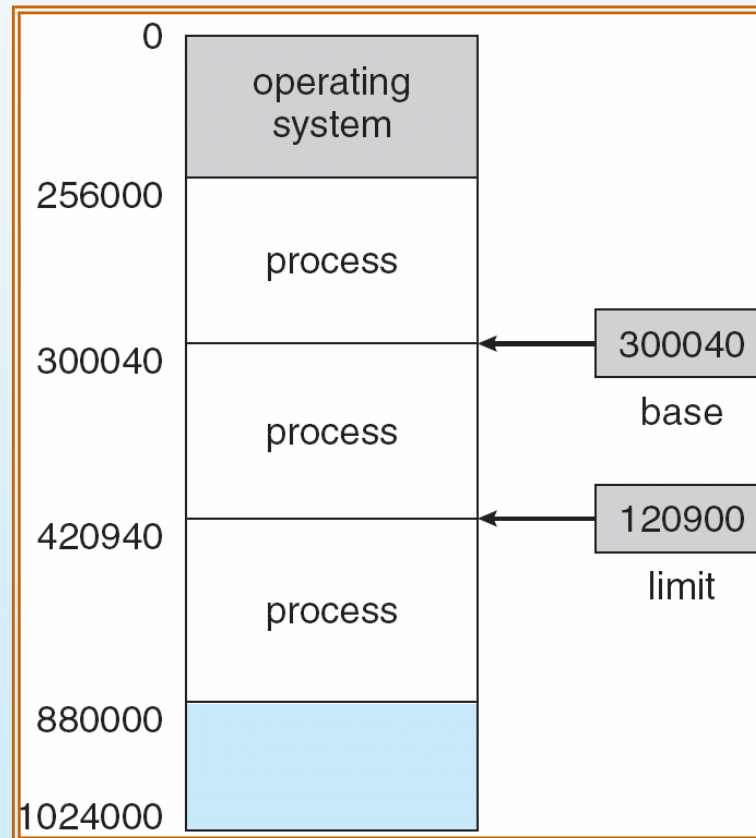 0
operating
system
256000
process
300040
300040
base
process
420940
120900
limit
process
880000
1024000